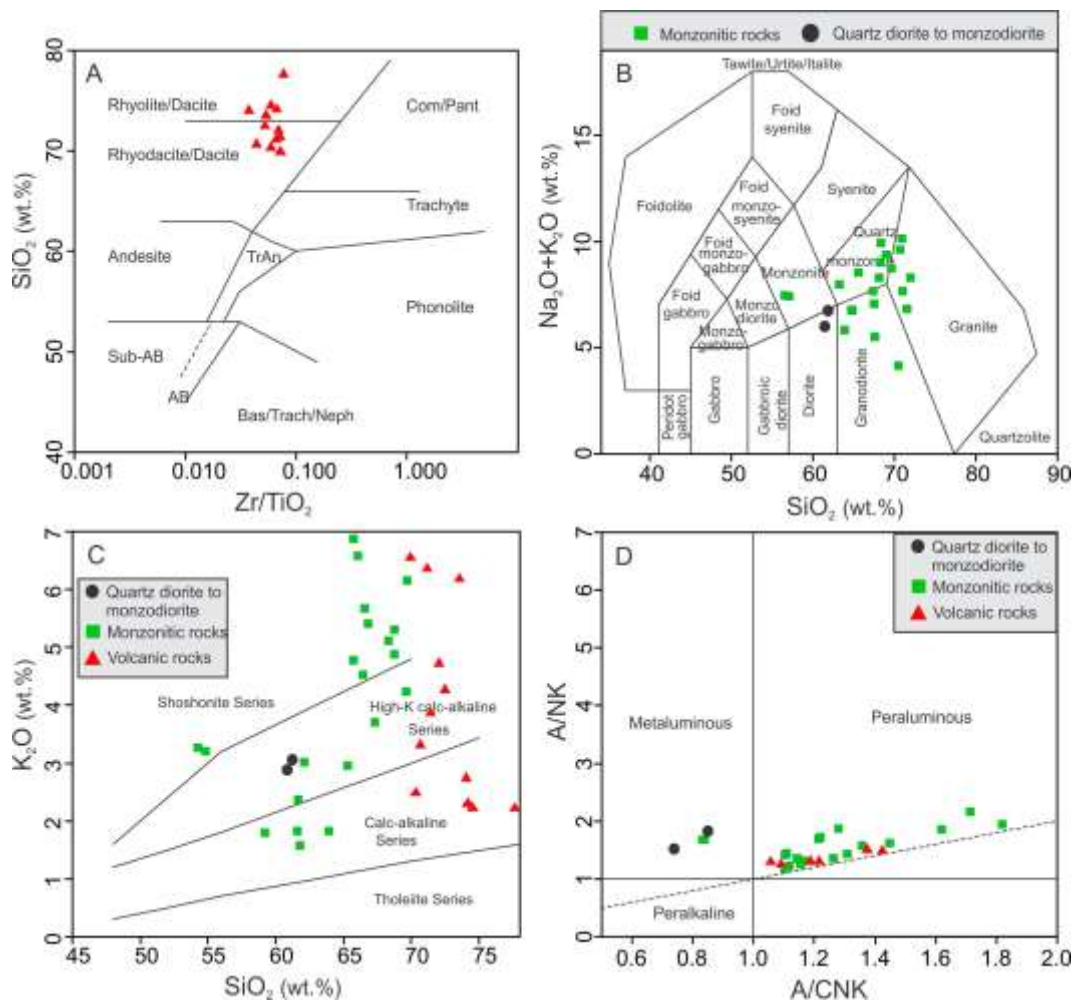 A
80
70
60
50
40
SiO₂ (wt.%)
Rhyolite/Dacite
Com/Pant
Rhyodacite/Dacite
Trachyte
Andesite
TrAn
Phonolite
Sub-AB
AB
Bas/Trach/Neph
0.001
0.010
0.100
1.000
Zr/TiO₂
Monzonitic rocks
Quartz diorite to monzodiorite
B
Tawite/Urtite/Italite
15
10
5
0
Na₂O+K₂O (wt.%)
Foid
syenite
Foidolite
Foid
monzo-
syenite
Syenite
Foid
monzo-
gabbro
Quartz
monzonite
Monzonite
Foid
gabbro
Monzo
diorite
Monzo-
gabbro
Peridot
gabbro
Gabbro
Gabbroic
diorite
Diorite
Granodiorite
Granite
Quartzolite
40
50
60
70
80
90
SiO₂ (wt.%)
C
7
6
5
4
3
2
1
0
K₂O (wt.%)
Quartz diorite to
monzodiorite
Monzonitic rocks
Volcanic rocks
Shoshonite Series
High-K calc-alkaline
Series
Calc-alkaline
Series
Tholeiite Series
45
50
55
60
65
70
75
SiO₂ (wt.%)
D
Quartz diorite to
monzodiorite
Monzonitic rocks
Volcanic rocks
7
6
5
4
3
2
1
0
A/NK
Metaluminous
Peraluminous
Peralkaline
0.6
0.8
1.0
1.2
1.4
1.6
1.8
2.0
A/CNK